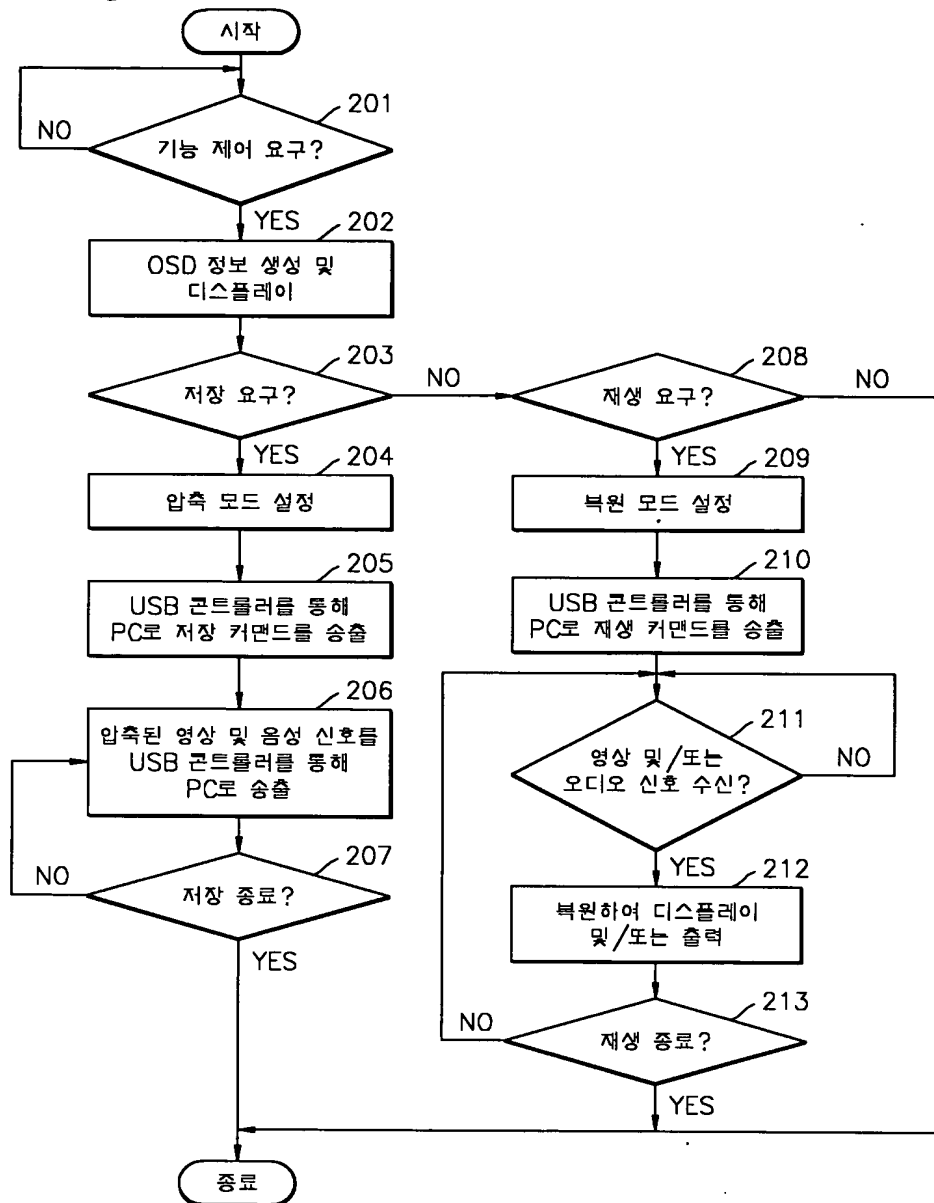 시작
201
NO
기능 제어 요구?
YES
202
OSD 정보 생성 및
디스플레이
203
저장 요구?
NO
YES
204
압축 모드 설정
205
USB 콘트롤러를 통해
PC로 저장 커맨드를 송출
206
압축된 영상 및 음성 신호를
USB 콘트롤러를 통해
PC로 송출
207
NO
저장 종료?
YES
208
재생 요구?
NO
YES
209
복원 모드 설정
210
USB 콘트롤러를 통해
PC로 재생 커맨드를 송출
211
영상 및/또는
오디오 신호 수신?
NO
YES
212
복원하여 디스플레이
및/또는 출력
213
NO
재생 종료?
YES
종료